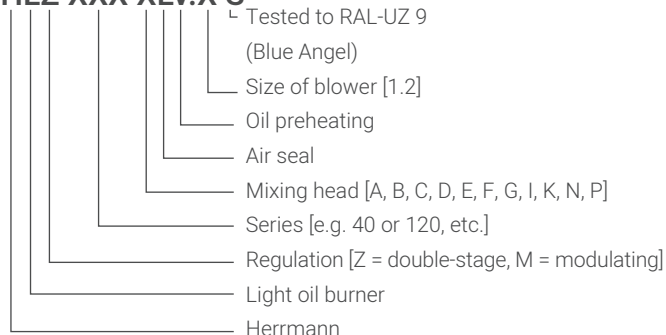 Tested to RAL-UZ 9
(Blue Angel)
Size of blower [1.2]
Oil preheating
Air seal
Mixing head [A, B, C, D, E, F, G, I, K, N, P]
Series [e.g. 40 or 120, etc.]
Regulation [Z = double-stage, M = modulating]
Light oil burner
Herrmann